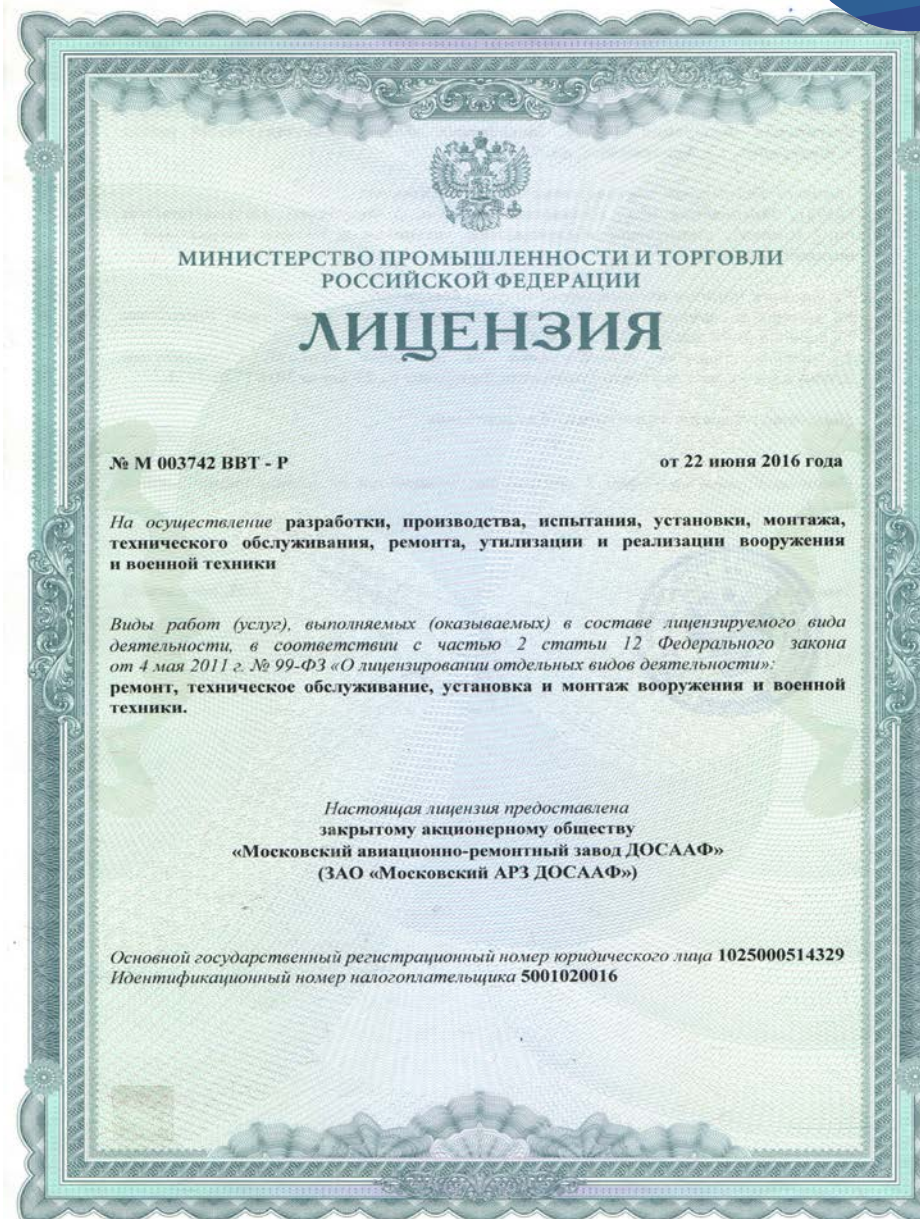 МИНИСТЕРСТВО ПРОМЫШЛЕННОСТИ И ТОРГОВЛИ
РОССИЙСКОЙ ФЕДЕРАЦИИ
ЛИЦЕНЗИЯ
№ М 003742 ВВТ - Р от 22 июня 2016 года
На осуществление разработки, производства, испытания, установки, монтажа,
технического обслуживания, ремонта, утилизации и реализации вооружения
и военной техники
Виды работ (услуг), выполняемых (оказываемых) в составе лицензируемого вида
деятельности, в соответствии с частью 2 статьи 12 Федерального закона
от 4 мая 2011 г. № 99-ФЗ «О лицензировании отдельных видов деятельности»:
ремонт, техническое обслуживание, установка и монтаж вооружения и военной
техники.
Настоящая лицензия предоставлена
закрытому акционерному обществу
«Московский авиационно-ремонтный завод ДОСААФ»
(ЗАО «Московский АРЗ ДОСААФ»)
Основной государственный регистрационный номер юридического лица 1025000514329
Идентификационный номер налогоплательщика 5001020016